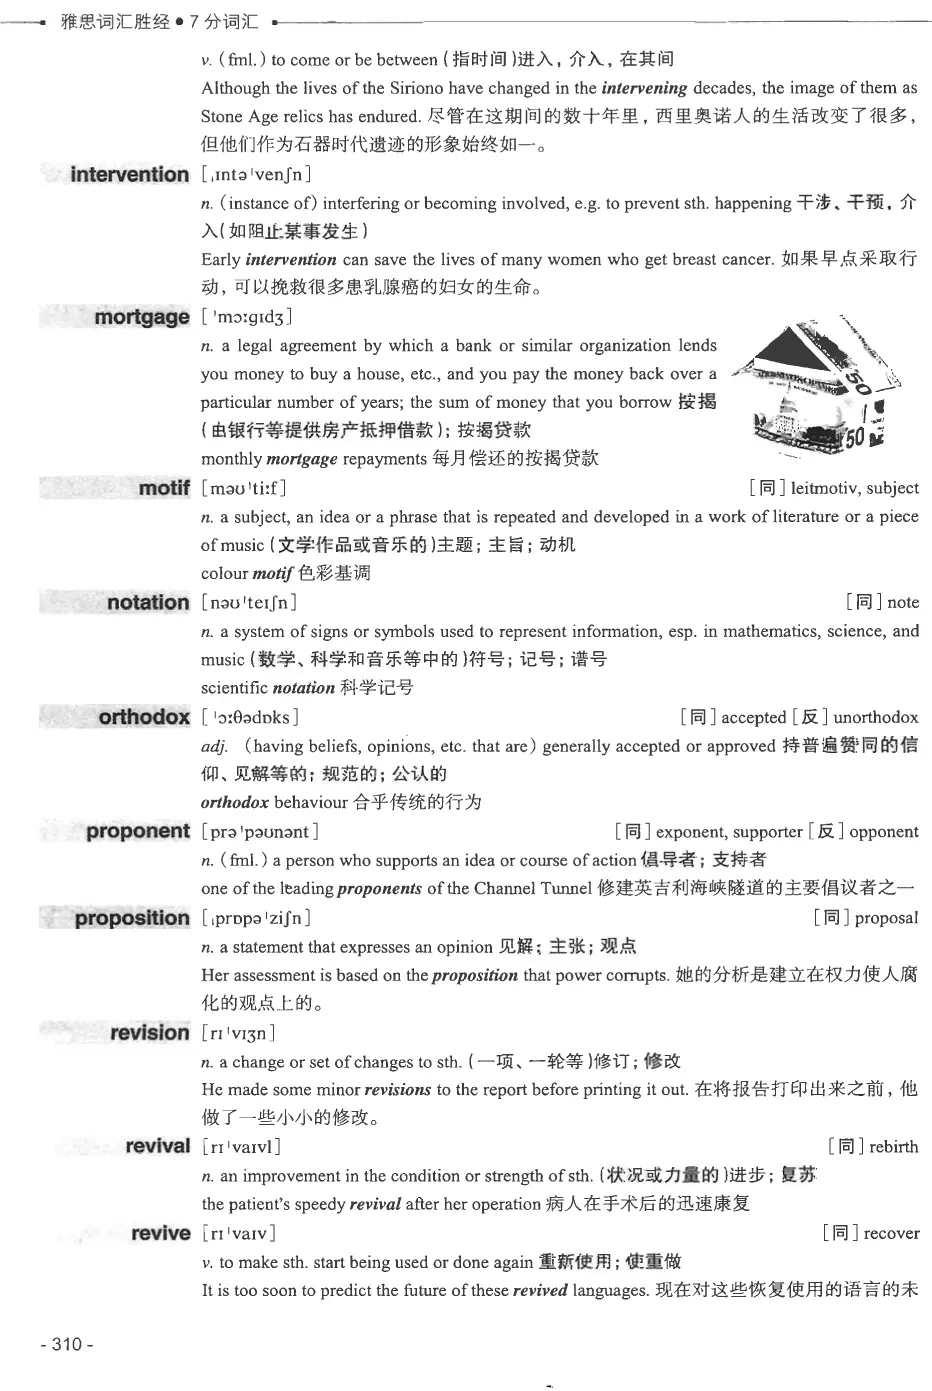 雅思词汇胜经●7分词汇
v. (fml.) to come or be between (指时间)进入, 介入, 在其间
Although the lives of the Siriono have changed in the intervening decades, the image of them as
Stone Age relics has endured. 尽管在这期间的数十年里, 西里奥诺人的生活改变了很多,
但他们作为石器时代遗迹的形象始终如一。
intervention [ˌɪntəˈvenʃn]
n. (instance of) interfering or becoming involved, e.g. to prevent sth. happening 干涉、干预, 介
入(如阻止某事发生)
Early intervention can save the lives of many women who get breast cancer. 如果早点采取行
动, 可以挽救很多患乳腺癌的妇女的生命。
mortgage [ˈmɔːgɪdʒ]
n. a legal agreement by which a bank or similar organization lends
you money to buy a house, etc., and you pay the money back over a
particular number of years; the sum of money that you borrow 按揭
(由银行等提供房产抵押借款); 按揭贷款
monthly mortgage repayments 每月偿还的按揭贷款
50
50
motif [məʊˈtiːf] [同] leitmotiv, subject
n. a subject, an idea or a phrase that is repeated and developed in a work of literature or a piece
of music (文学作品或音乐的)主题; 主旨; 动机
colour motif 色彩基调
notation [nəʊˈteɪʃn] [同] note
n. a system of signs or symbols used to represent information, esp. in mathematics, science, and
music (数学、科学和音乐等中的)符号; 记号; 谱号
scientific notation 科学记号
orthodox [ˈɔːθədɒks] [同] accepted [反] unorthodox
adj. (having beliefs, opinions, etc. that are) generally accepted or approved 持普遍赞同的信
仰、见解等的; 规范的; 公认的
orthodox behaviour 合乎传统的行为
proponent [prəˈpəʊnənt] [同] exponent, supporter [反] opponent
n. (fml.) a person who supports an idea or course of action 倡导者; 支持者
one of the leading proponents of the Channel Tunnel 修建英吉利海峡隧道的主要倡议者之一
proposition [ˌprɒpəˈziʃn] [同] proposal
n. a statement that expresses an opinion 见解; 主张; 观点
Her assessment is based on the proposition that power corrupts. 她的分析是建立在权力使人腐
化的观点上的。
revision [rɪˈvɪʒn]
n. a change or set of changes to sth. (一项、一轮等)修订; 修改
He made some minor revisions to the report before printing it out. 在将报告打印出来之前, 他
做了一些小小的修改。
revival [rɪˈvaɪvl] [同] rebirth
n. an improvement in the condition or strength of sth. (状况或力量的)进步; 复苏
the patient's speedy revival after her operation 病人在手术后的迅速康复
revive [rɪˈvaɪv] [同] recover
v. to make sth. start being used or done again 重新使用; 使重做
It is too soon to predict the future of these revived languages. 现在对这些恢复使用的语言的未
- 310 -